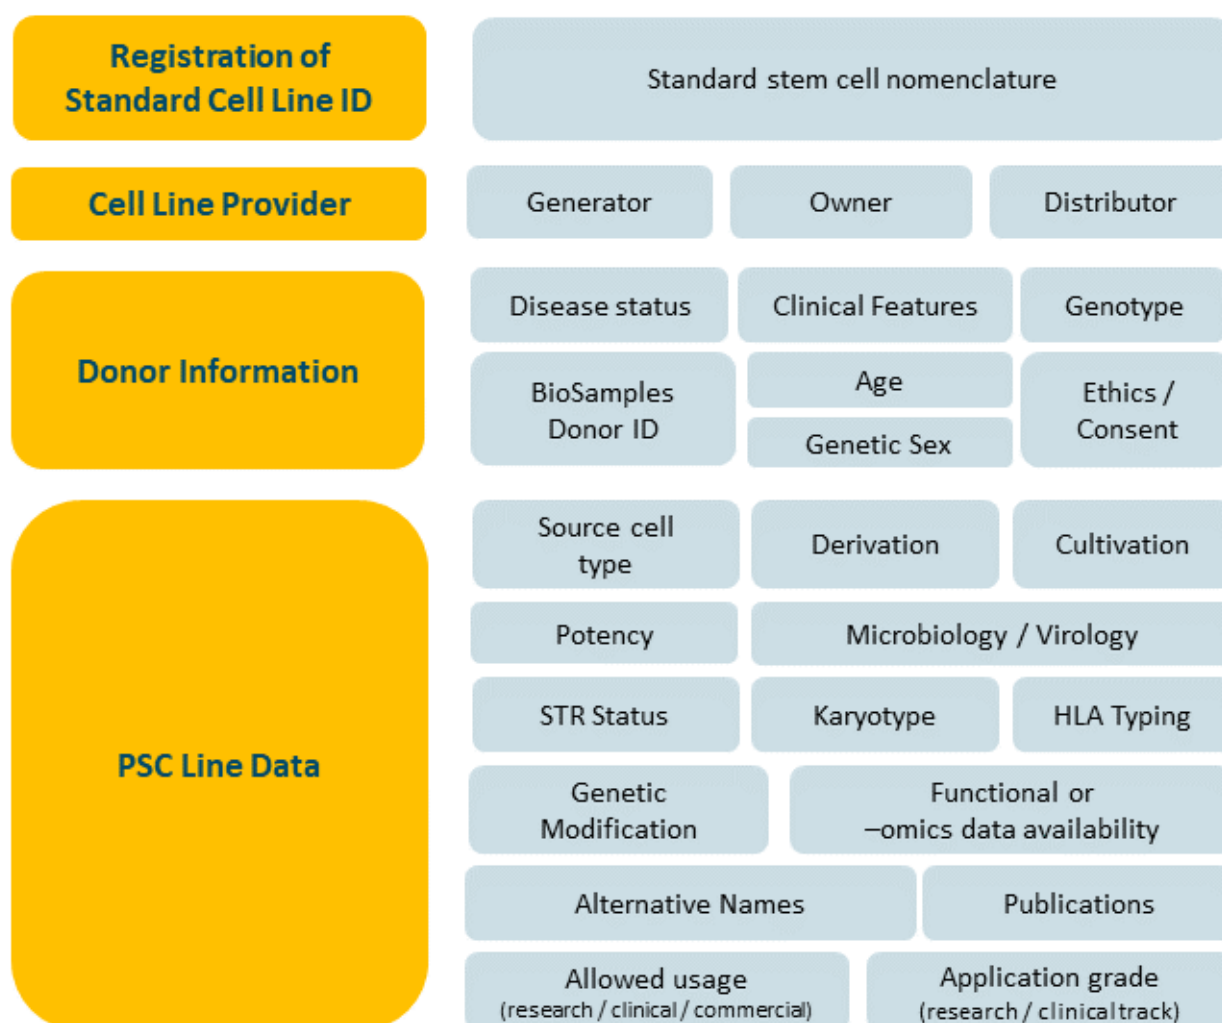 Registration of
Standard Cell Line ID
Standard stem cell nomenclature
Cell Line Provider
Generator
Owner
Distributor
Donor Information
Disease status
Clinical Features
Genotype
BioSamples
Donor ID
Age
Genetic Sex
Ethics /
Consent
PSC Line Data
Source cell
type
Derivation
Cultivation
Potency
Microbiology / Virology
STR Status
Karyotype
HLA Typing
Genetic
Modification
Functional or
–omics data availability
Alternative Names
Publications
Allowed usage
(research / clinical / commercial)
Application grade
(research / clinical track)